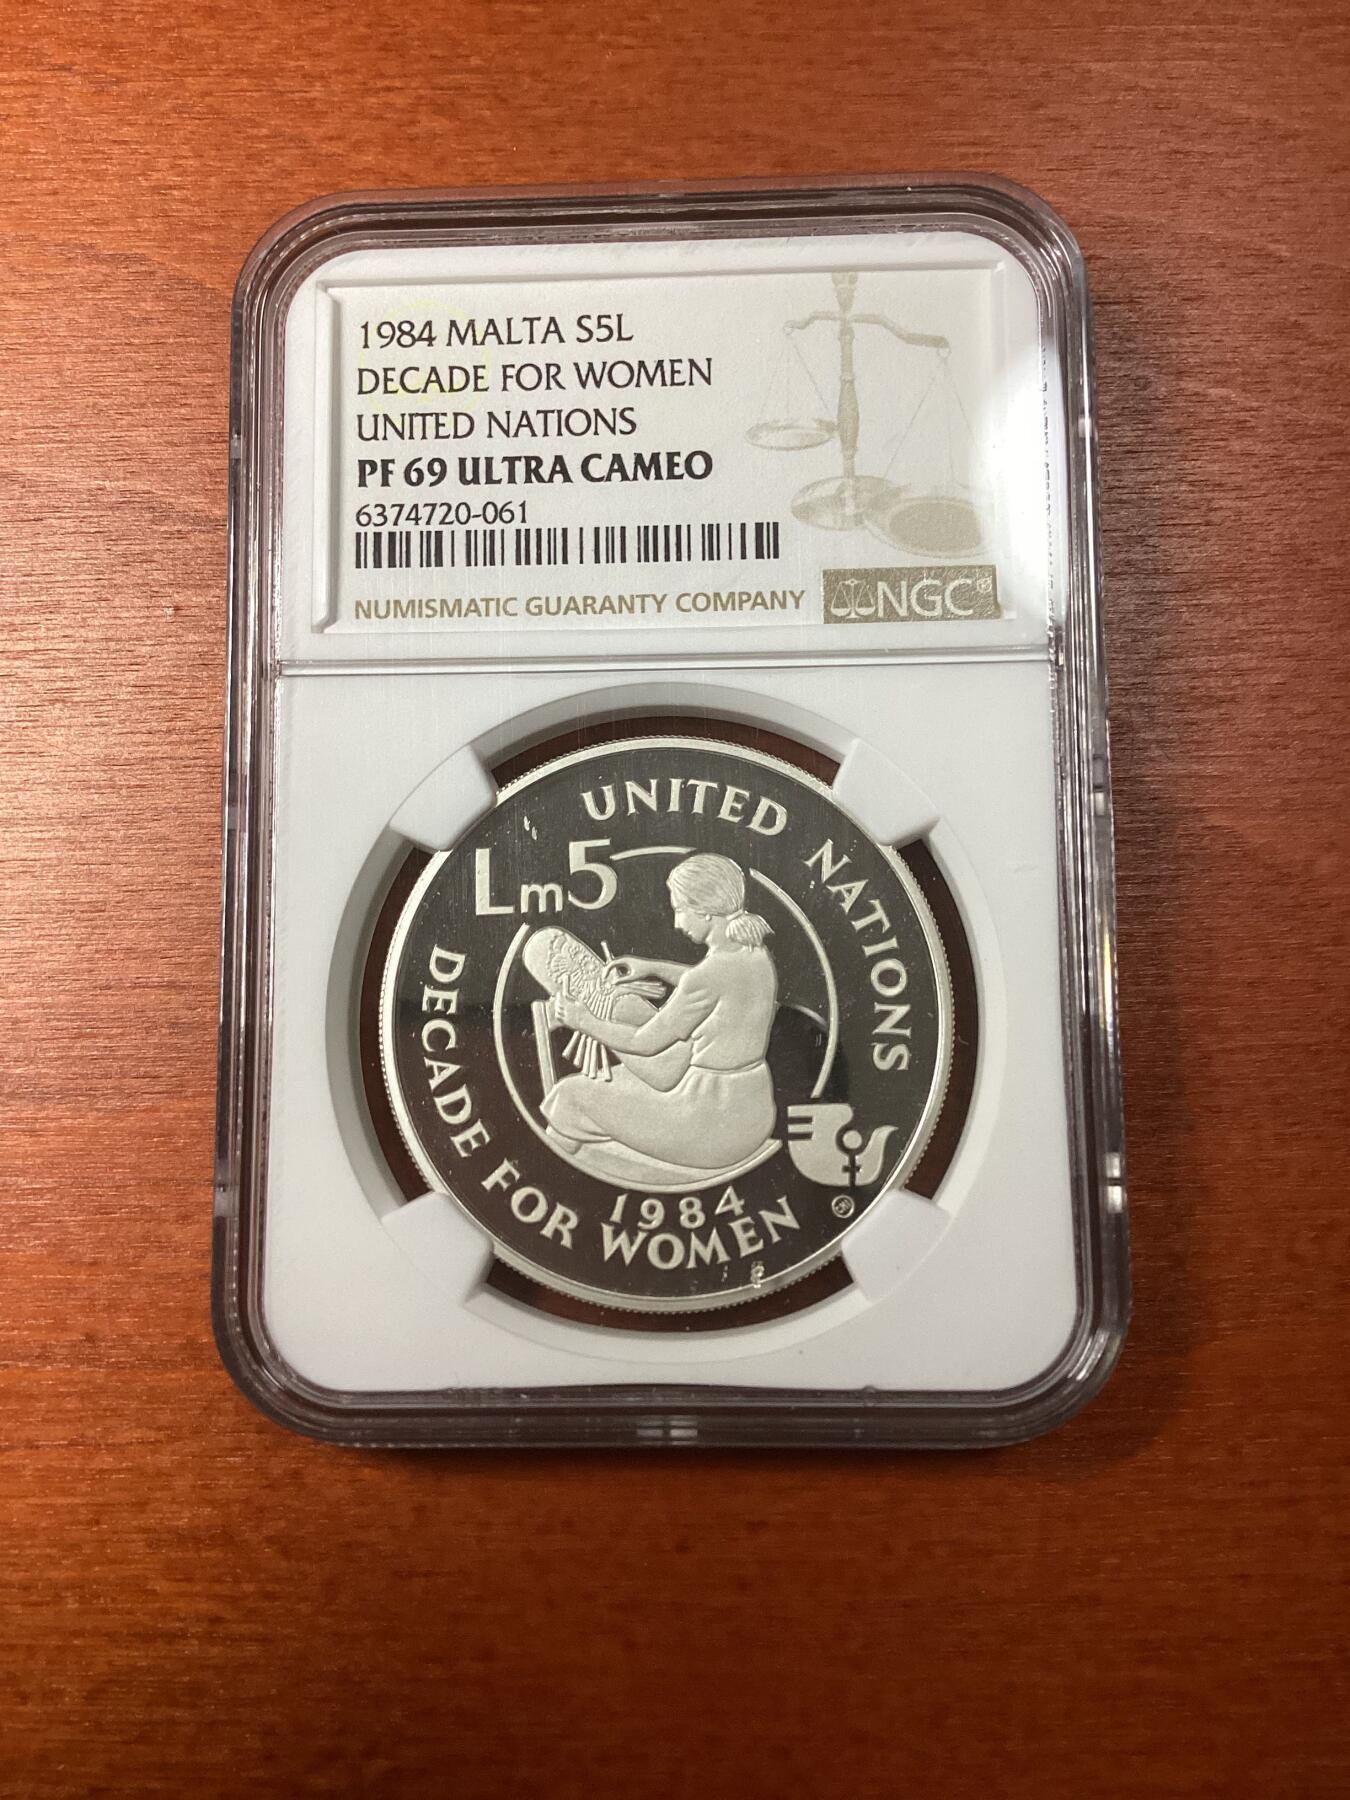 1984 MALTA S5L
DECADE FOR WOMEN
UNITED NATIONS
PF 69 ULTRA CAMEO
6374720-061
NUMISMATIC GUARANTY COMPANY
NGC
UNITED NATIONS
Lm5
DECADE FOR WOMEN
1984